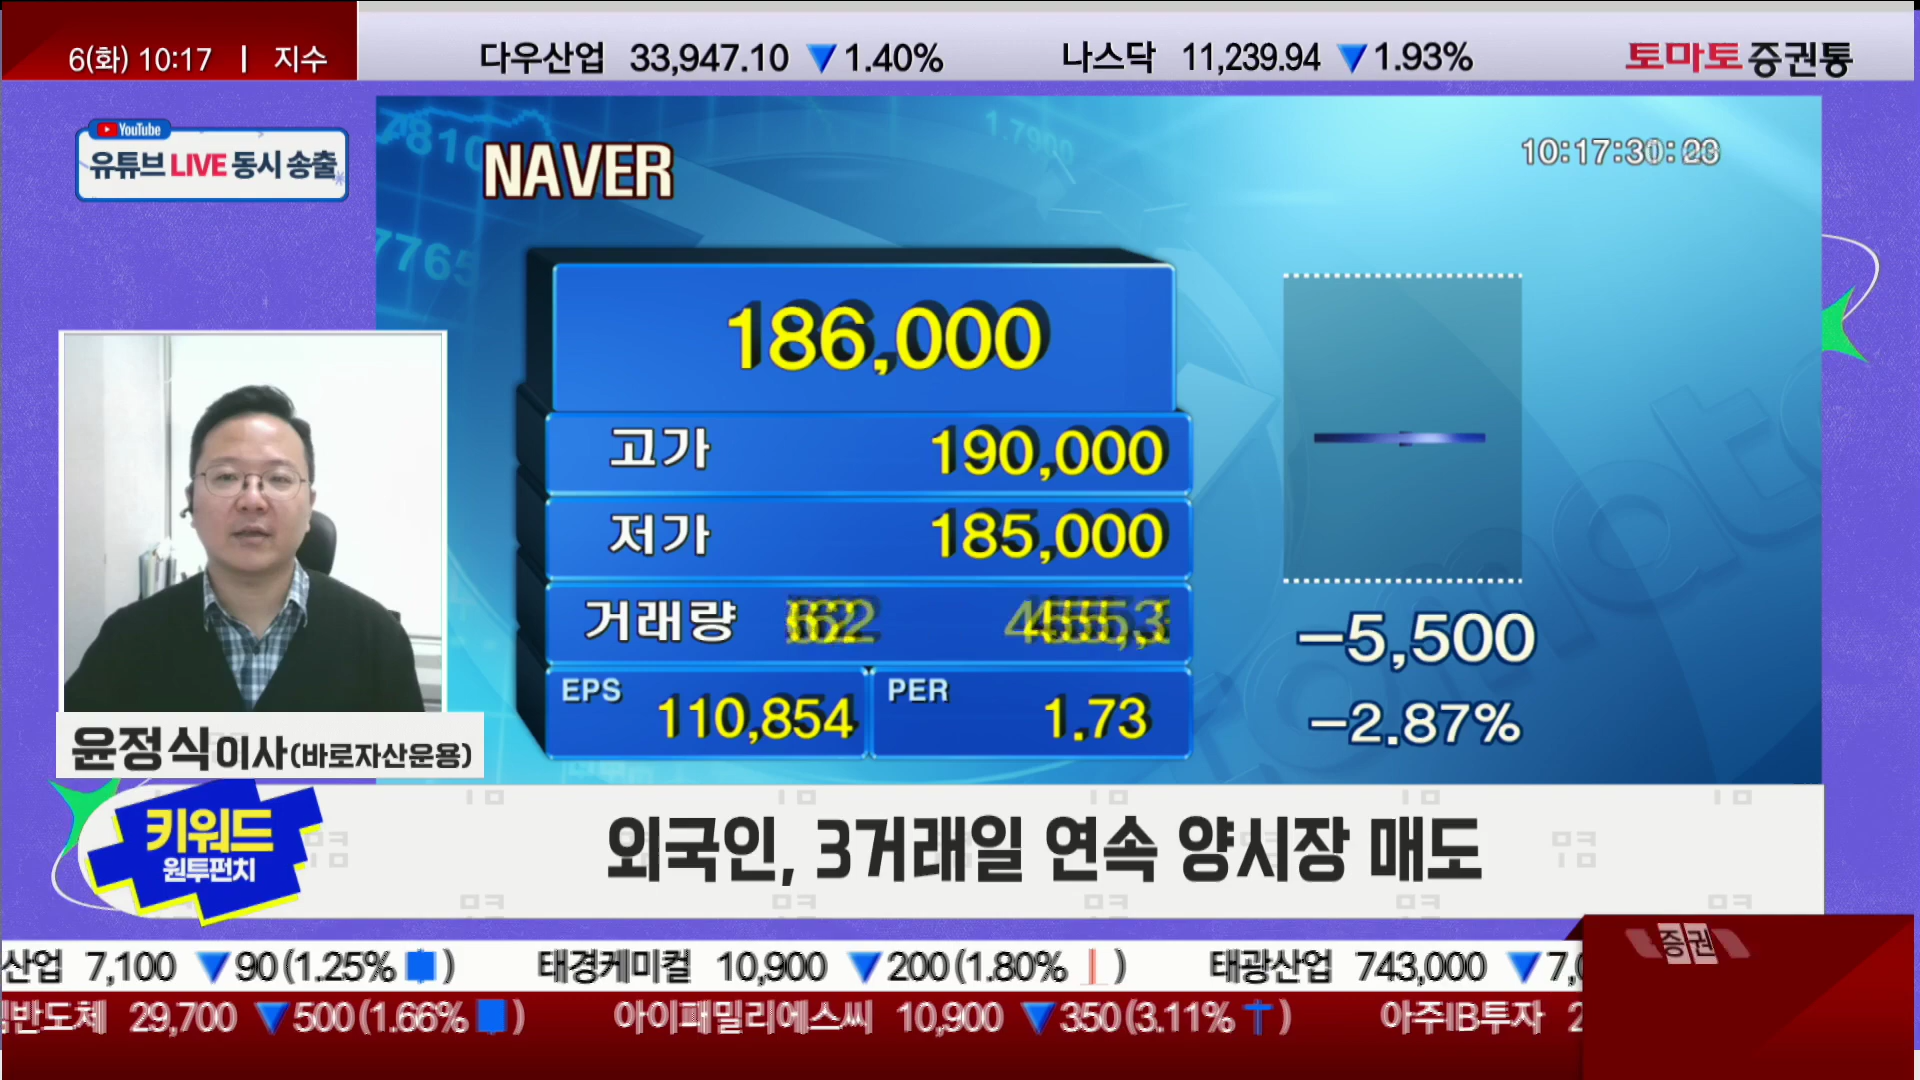 6(화) 10:17 | 지수
다우산업 33,947.10 ▼1.40%
나스닥 11,239.94 ▼1.93%
토마토증권통
YouTube
유튜브 LIVE 동시 송출
NAVER
186,000
고가 190,000
저가 185,000
거래량
EPS 110,854
PER 1.73
-5,500
-2.87%
윤정식 이사 (바로자산운용)
키워드
원투펀치
외국인, 3거래일 연속 양시장 매도
산업 7,100 ▼90(1.25%) 태경케미컬 10,900 ▼200(1.80%) 태광산업 743,000 ▼7,0
반도체 29,700 ▼500(1.66%) 아이패밀리에스씨 10,900 ▼350(3.11%) 아주IB투자
증권